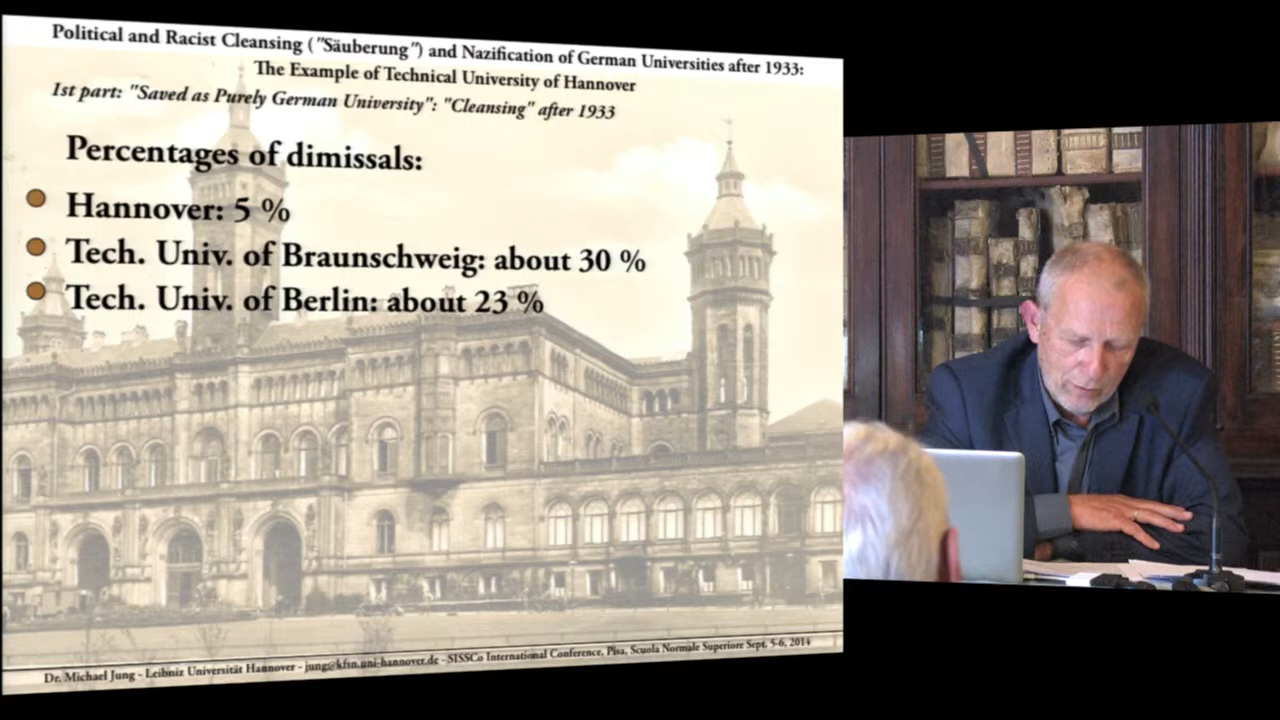 Political and Racist Cleansing ("Säuberung") and Nazification of German Universities after 1933:
The Example of Technical University of Hannover
1st part: "Saved as Purely German University": "Cleansing" after 1933
Percentages of dimissals:
Hannover: 5 %
Tech. Univ. of Braunschweig: about 30 %
Tech. Univ. of Berlin: about 23 %
Dr. Michael Jung - Leibniz Universität Hannover - jung@kfsn.uni-hannover.de - SISSCo International Conference, Pisa, Scuola Normale Superiore Sept. 5-6, 2014